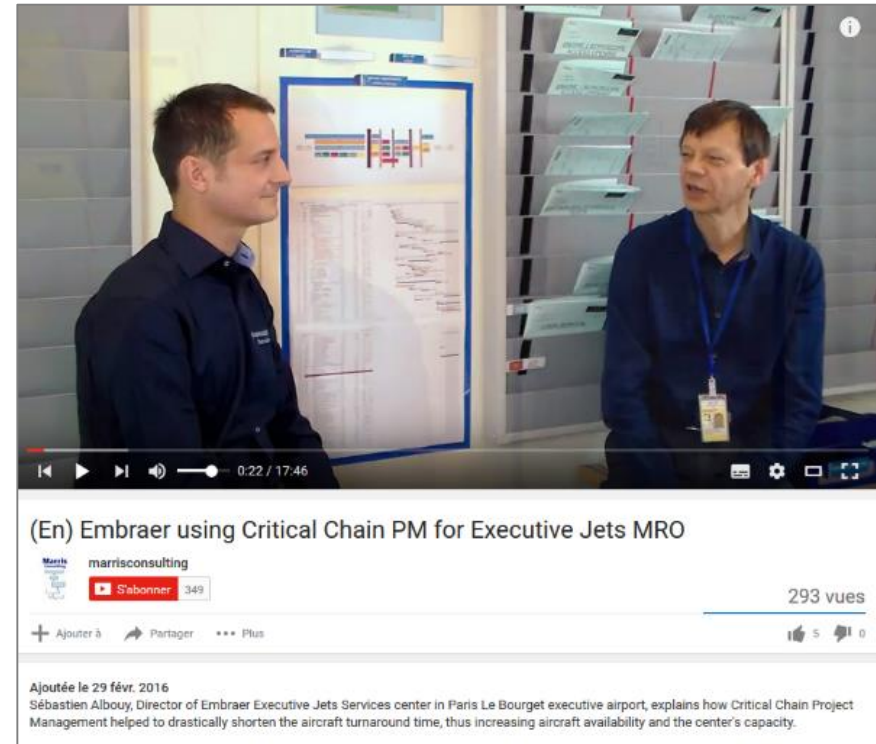 0:22 / 17:46
(En) Embraer using Critical Chain PM for Executive Jets MRO
Marris
marrisconsulting
S'abonner 349
293 vues
Ajouter à Partager ••• Plus
5 0
Ajoutée le 29 févr. 2016
Sébastien Albouy, Director of Embraer Executive Jets Services center in Paris Le Bourget executive airport, explains how Critical Chain Project
Management helped to drastically shorten the aircraft turnaround time, thus increasing aircraft availability and the center's capacity.